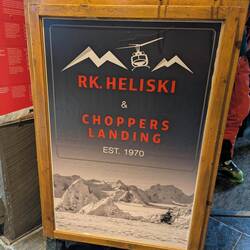 RK. HELISKI
&
CHOPPERS
LANDING
EST. 1970